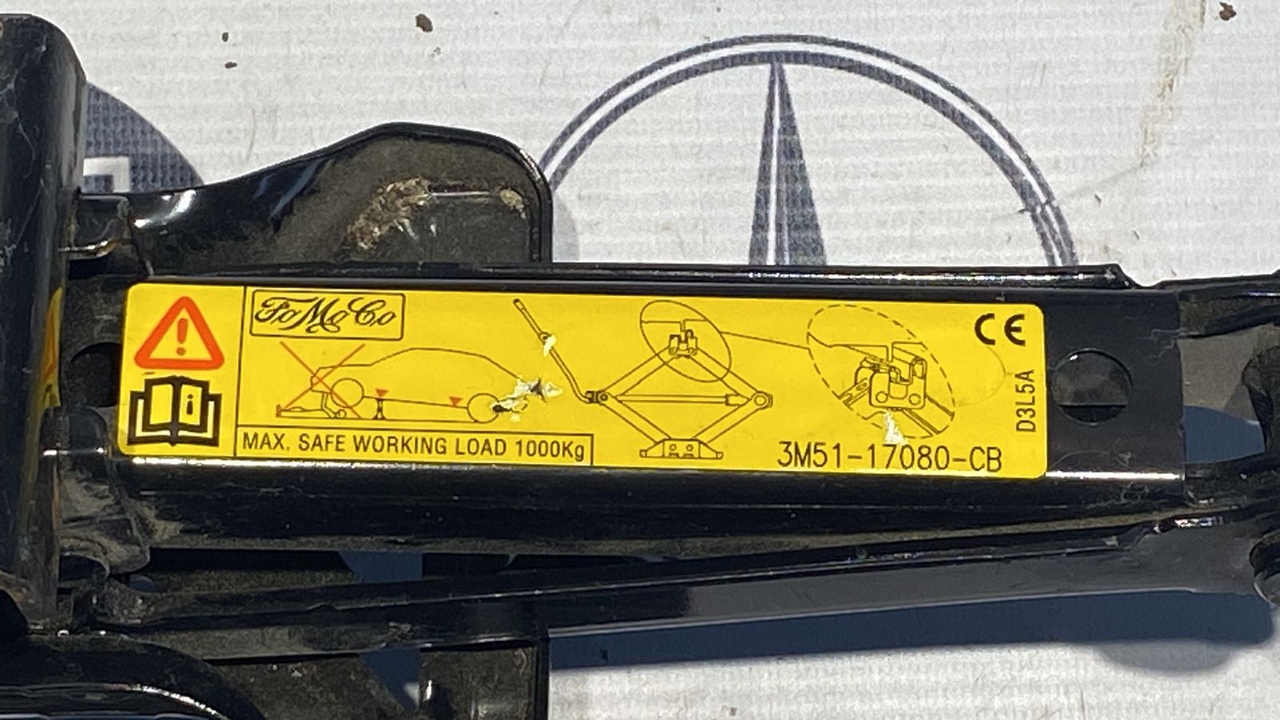 FoMoCo
MAX. SAFE WORKING LOAD 1000Kg
CE
D3L5A
3M51-17080-CB